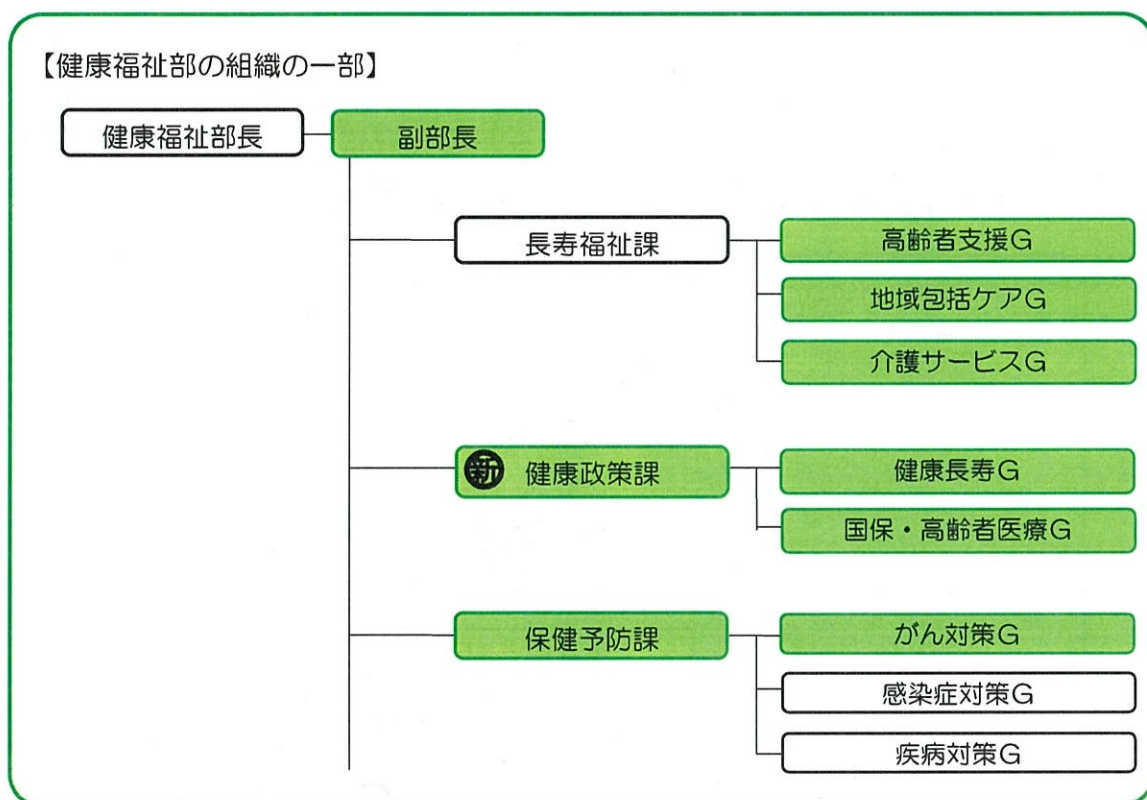 【健康福祉部の組織の一部】
健康福祉部長
副部長
長寿福祉課
高齢者支援G
地域包括ケアG
介護サービスG
新 健康政策課
健康長寿G
国保・高齢者医療G
保健予防課
がん対策G
感染症対策G
疾病対策G